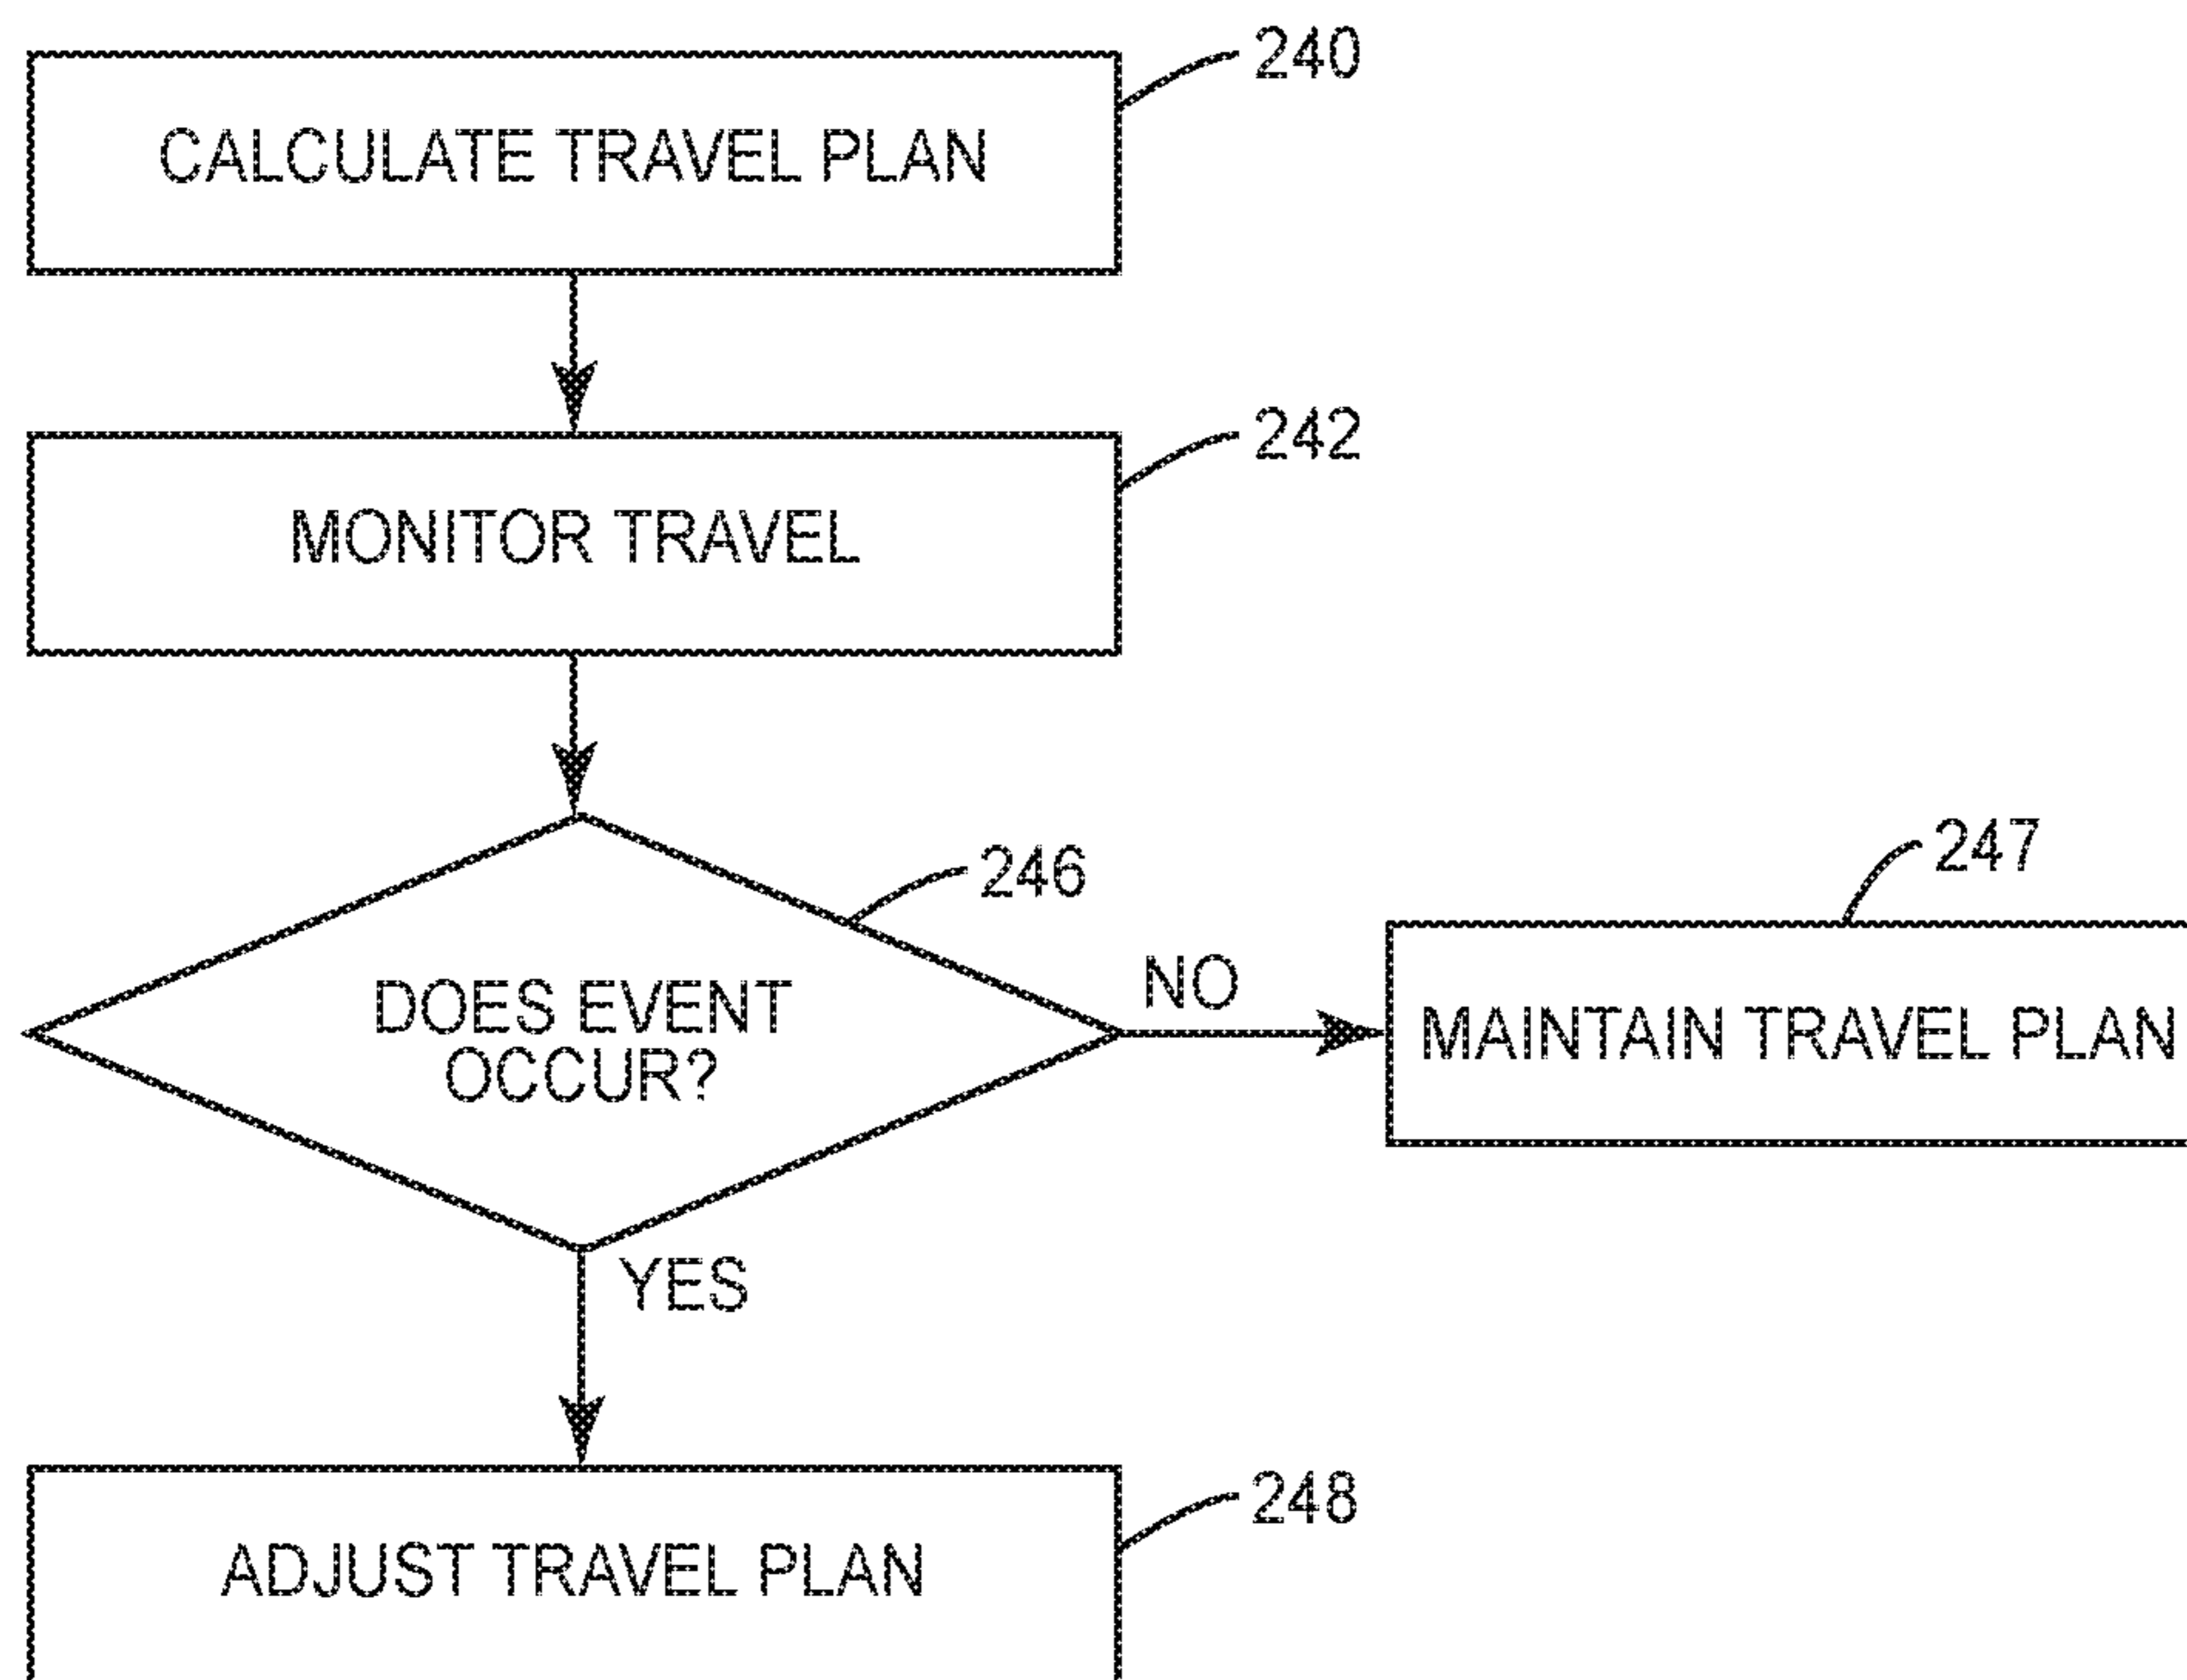 240
CALCULATE TRAVEL PLAN
242
MONITOR TRAVEL
246
247
DOES EVENT
OCCUR?
NO
MAINTAIN TRAVEL PLAN
YES
248
ADJUST TRAVEL PLAN